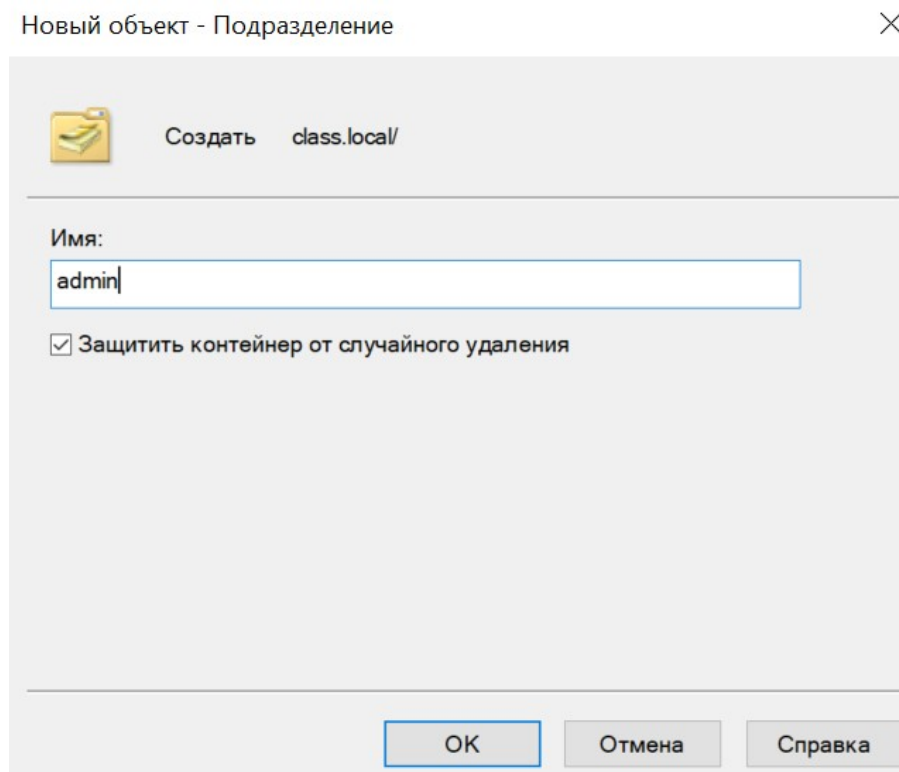 Новый объект - Подразделение
Создать class.local/
Имя:
admin
Защитить контейнер от случайного удаления
OK Отмена Справка